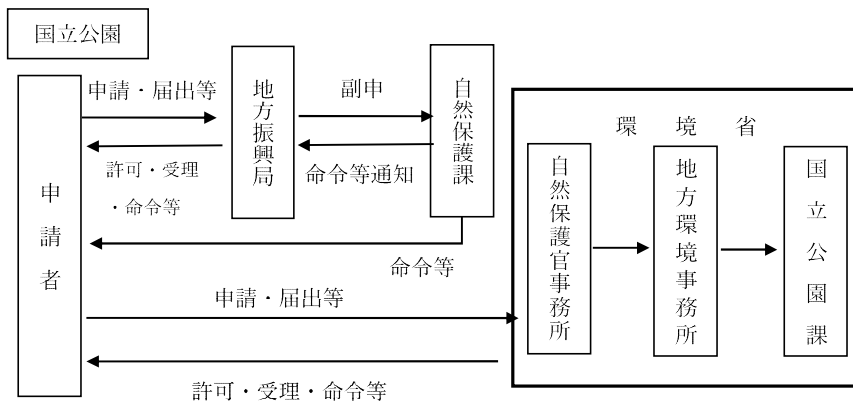 国立公園
申請者
申請・届出等
許可・受理
・命令等
地方振興局
副申
命令等通知
自然保護課
命令等
申請・届出等
許可・受理・命令等
環境省
自然保護官事務所
地方環境事務所
国立公園課